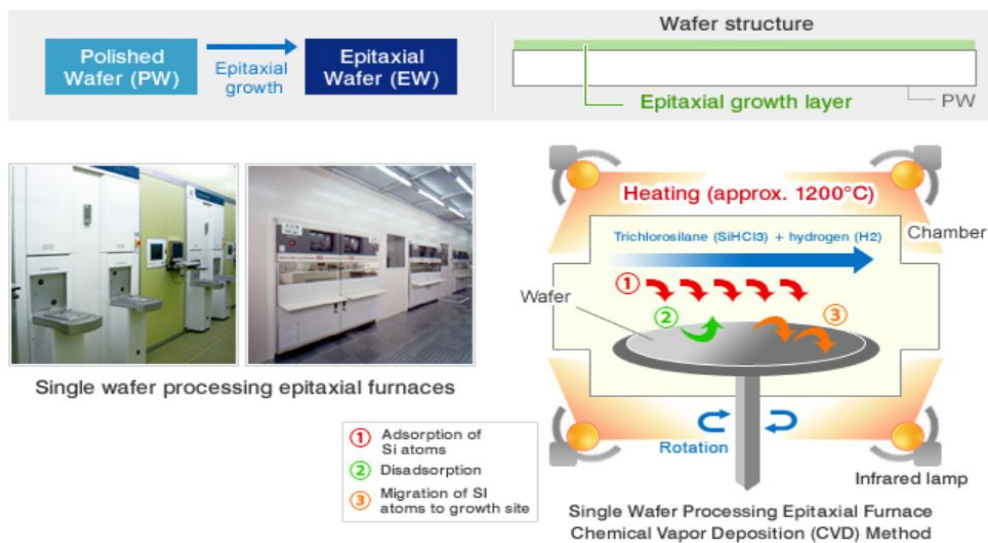 Polished
Wafer (PW)
Epitaxial
growth
Epitaxial
Wafer (EW)
Wafer structure
Epitaxial growth layer
PW
Single wafer processing epitaxial furnaces
Heating (approx. 1200°C)
Trichlorosilane (SiHCl3) + hydrogen (H2)
Chamber
Wafer
1
2
3
Rotation
Infrared lamp
1 Adsorption of
Si atoms
2 Disadsorption
3 Migration of SI
atoms to growth site
Single Wafer Processing Epitaxial Furnace
Chemical Vapor Deposition (CVD) Method